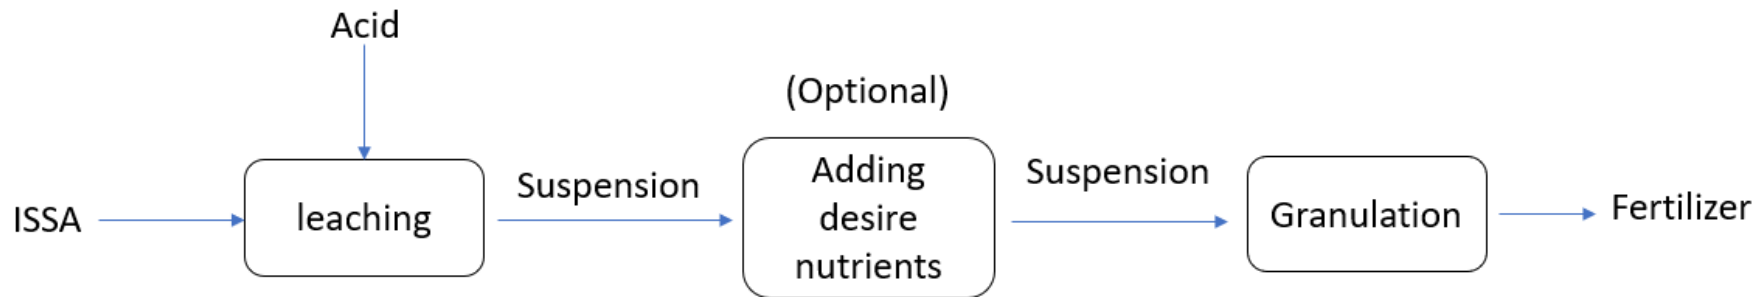 Acid
(Optional)
ISSA
leaching
Suspension
Adding
desire
nutrients
Suspension
Granulation
Fertilizer